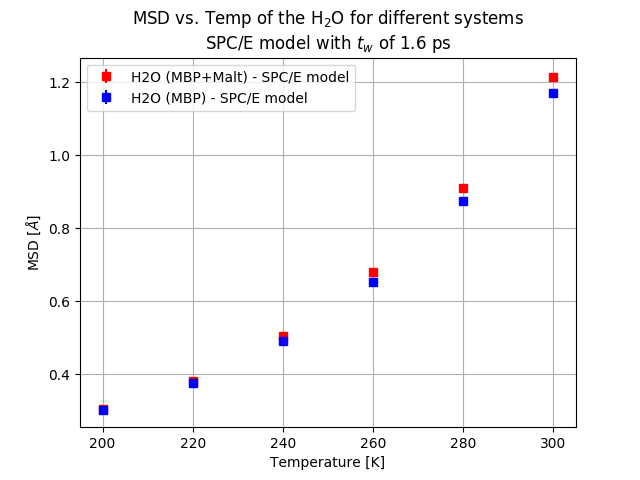 MSD vs. Temp of the H₂O for different systems
SPC/E model with t_w of 1.6 ps
H2O (MBP+Malt) - SPC/E model
H2O (MBP) - SPC/E model
1.2
1.0
0.8
0.6
0.4
MSD [Å]
200 220 240 260 280 300
Temperature [K]